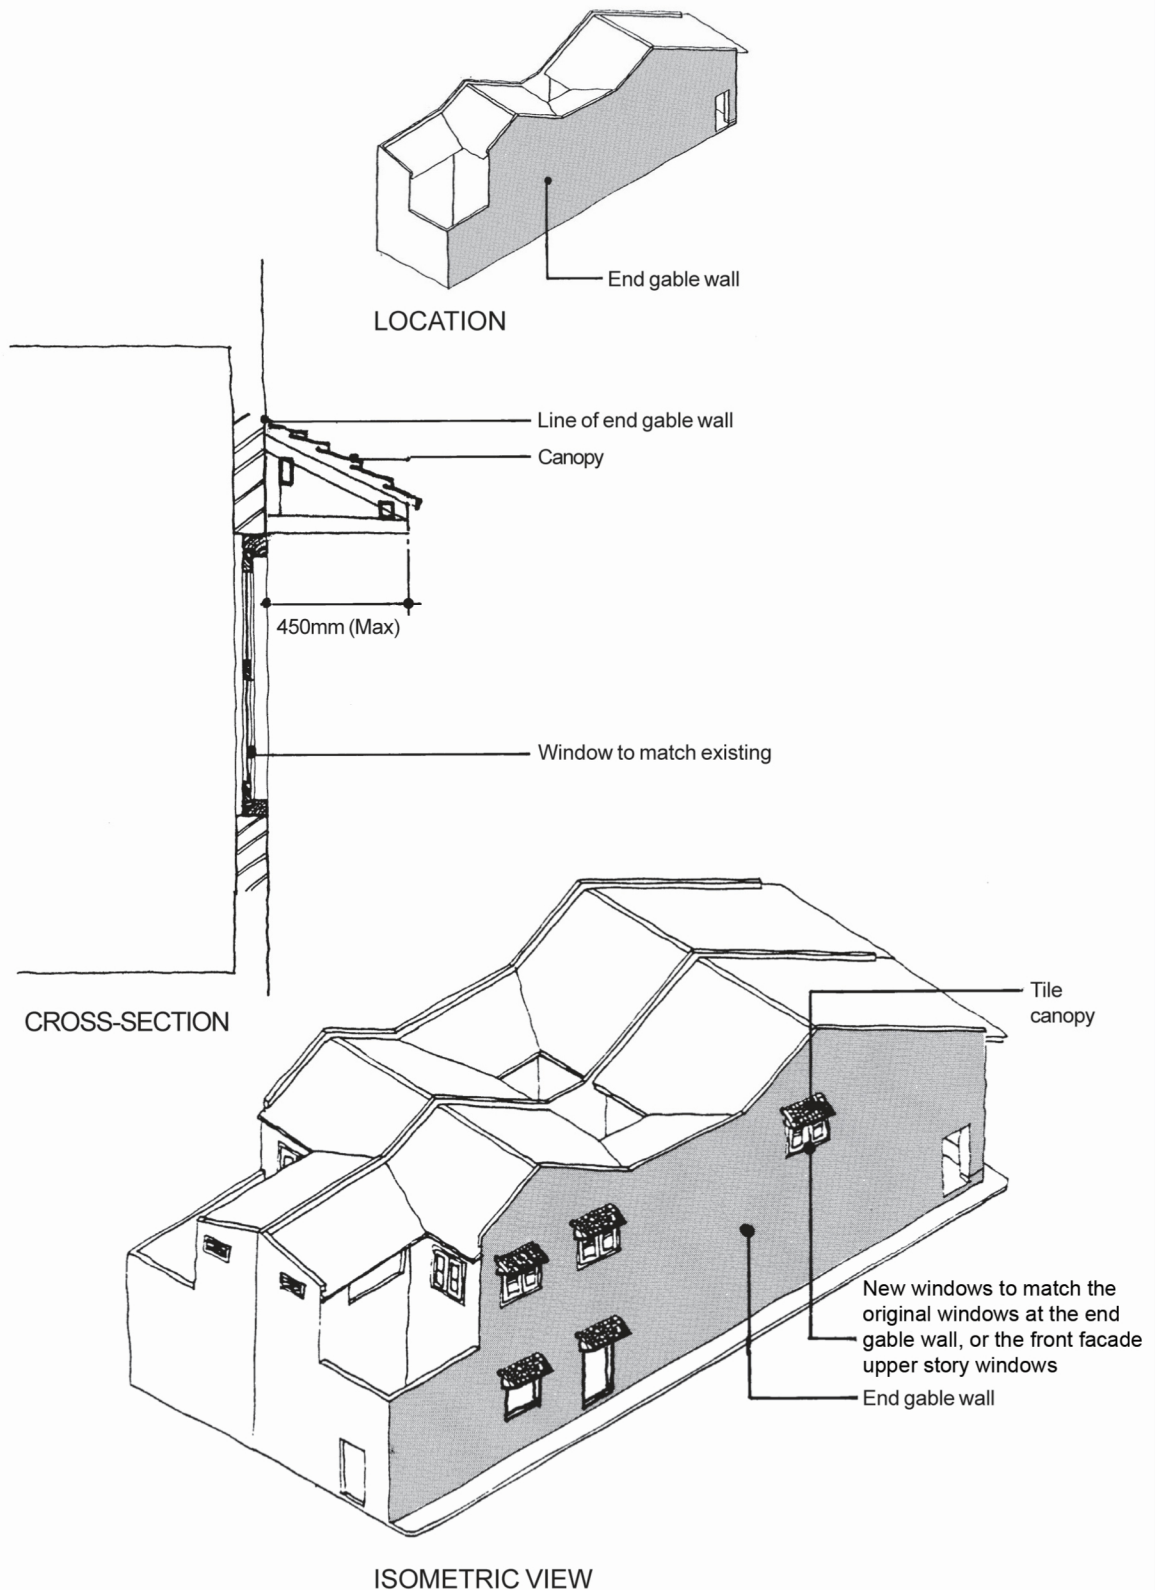 End gable wall
LOCATION
Line of end gable wall
Canopy
450mm (Max)
Window to match existing
CROSS-SECTION
Tile
canopy
New windows to match the
original windows at the end
gable wall, or the front facade
upper story windows
End gable wall
ISOMETRIC VIEW